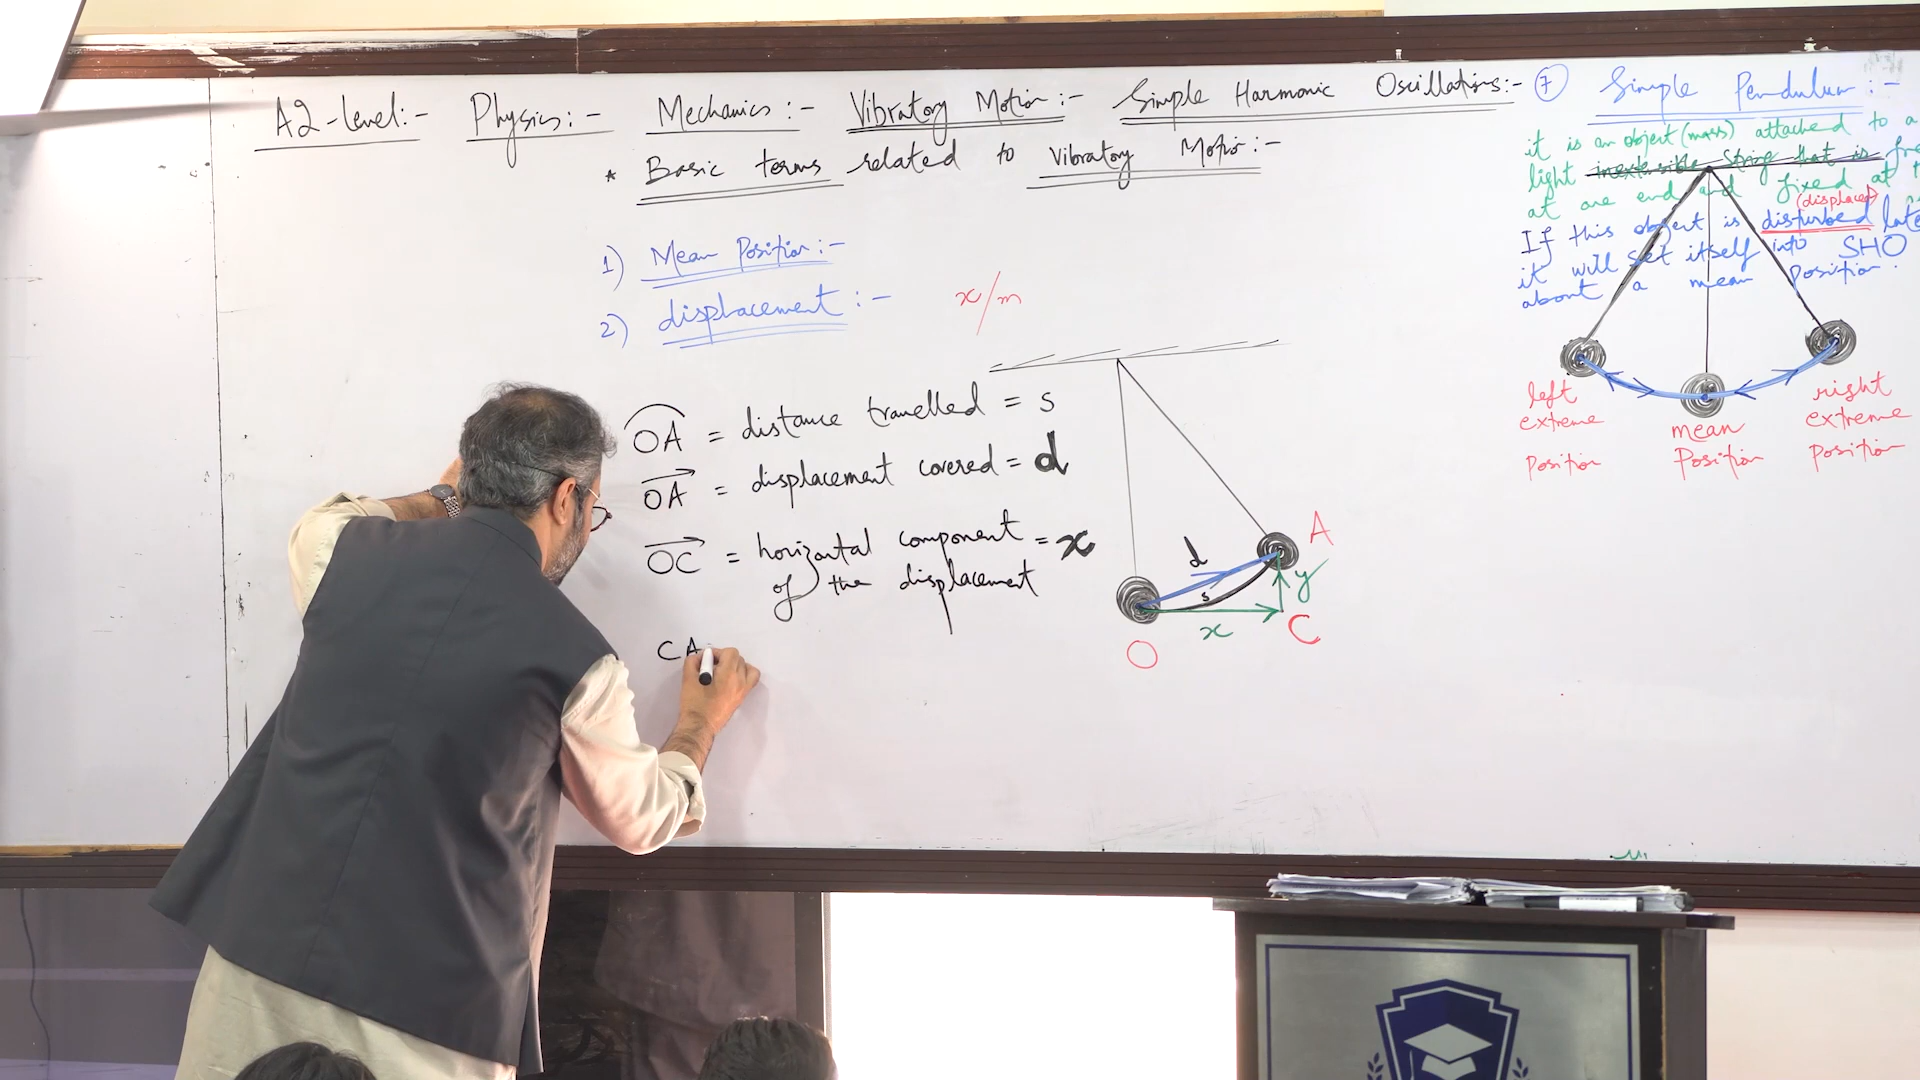 A2-level:- Physics:- Mechanics:- Vibratory Motion:- Simple Harmonic Oscillations:-
* Basic terms related to Vibratory Motion:-
1) Mean Position:-
2) displacement:- x/m
OA = distance travelled = s
OA = displacement covered = d
OC = horizontal component = x
of the displacement
CA
d
s
x
y
O
A
C
7 Simple Pendulum:-
it is an object (mass) attached to a
light inextensible string that is
at one end and fixed at
(displaced)
If this object is disturbed
it will set itself into SHO
about a mean position.
left
extreme
Position
mean
Position
right
extreme
Position